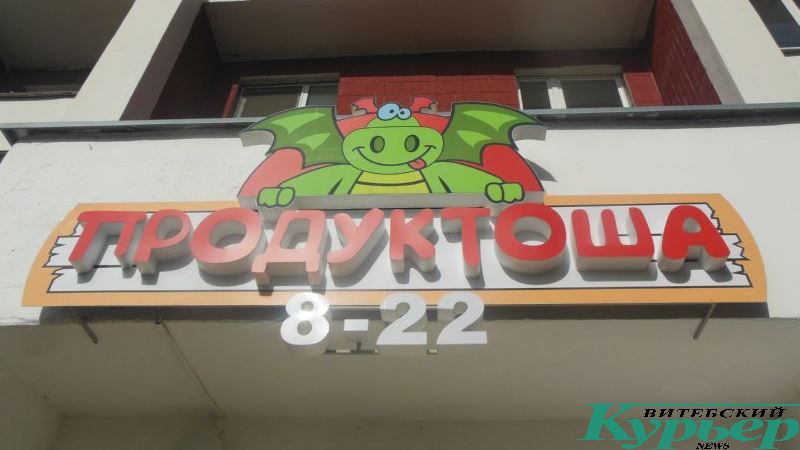 ПРОДУКТОША
8-22
ВИТЕБСКИЙ
Курьер
NEWS